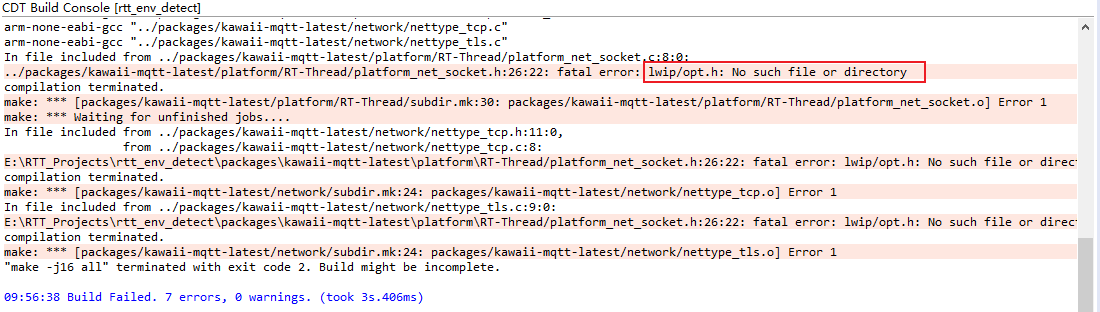 CDT Build Console [rtt_env_detect]
arm-none-eabi-gcc "../packages/kawaii-mqtt-latest/network/nettype_tcp.c"
arm-none-eabi-gcc "../packages/kawaii-mqtt-latest/network/nettype_tls.c"
In file included from ../packages/kawaii-mqtt-latest/platform/RT-Thread/platform_net_socket.c:8:0:
../packages/kawaii-mqtt-latest/platform/RT-Thread/platform_net_socket.h:26:22: fatal error: lwip/opt.h: No such file or directory
compilation terminated.
make: *** [packages/kawaii-mqtt-latest/platform/RT-Thread/subdir.mk:30: packages/kawaii-mqtt-latest/platform/RT-Thread/platform_net_socket.o] Error 1
make: *** Waiting for unfinished jobs....
In file included from ../packages/kawaii-mqtt-latest/network/nettype_tcp.h:11:0,
from ../packages/kawaii-mqtt-latest/network/nettype_tcp.c:8:
E:\RTT_Projects\rtt_env_detect\packages\kawaii-mqtt-latest\platform\RT-Thread/platform_net_socket.h:26:22: fatal error: lwip/opt.h: No such file or direct
compilation terminated.
make: *** [packages/kawaii-mqtt-latest/network/subdir.mk:24: packages/kawaii-mqtt-latest/network/nettype_tcp.o] Error 1
In file included from ../packages/kawaii-mqtt-latest/network/nettype_tls.c:9:0:
E:\RTT_Projects\rtt_env_detect\packages\kawaii-mqtt-latest\platform\RT-Thread/platform_net_socket.h:26:22: fatal error: lwip/opt.h: No such file or direct
compilation terminated.
make: *** [packages/kawaii-mqtt-latest/network/subdir.mk:24: packages/kawaii-mqtt-latest/network/nettype_tls.o] Error 1
"make -j16 all" terminated with exit code 2. Build might be incomplete.
09:56:38 Build Failed. 7 errors, 0 warnings. (took 3s.406ms)